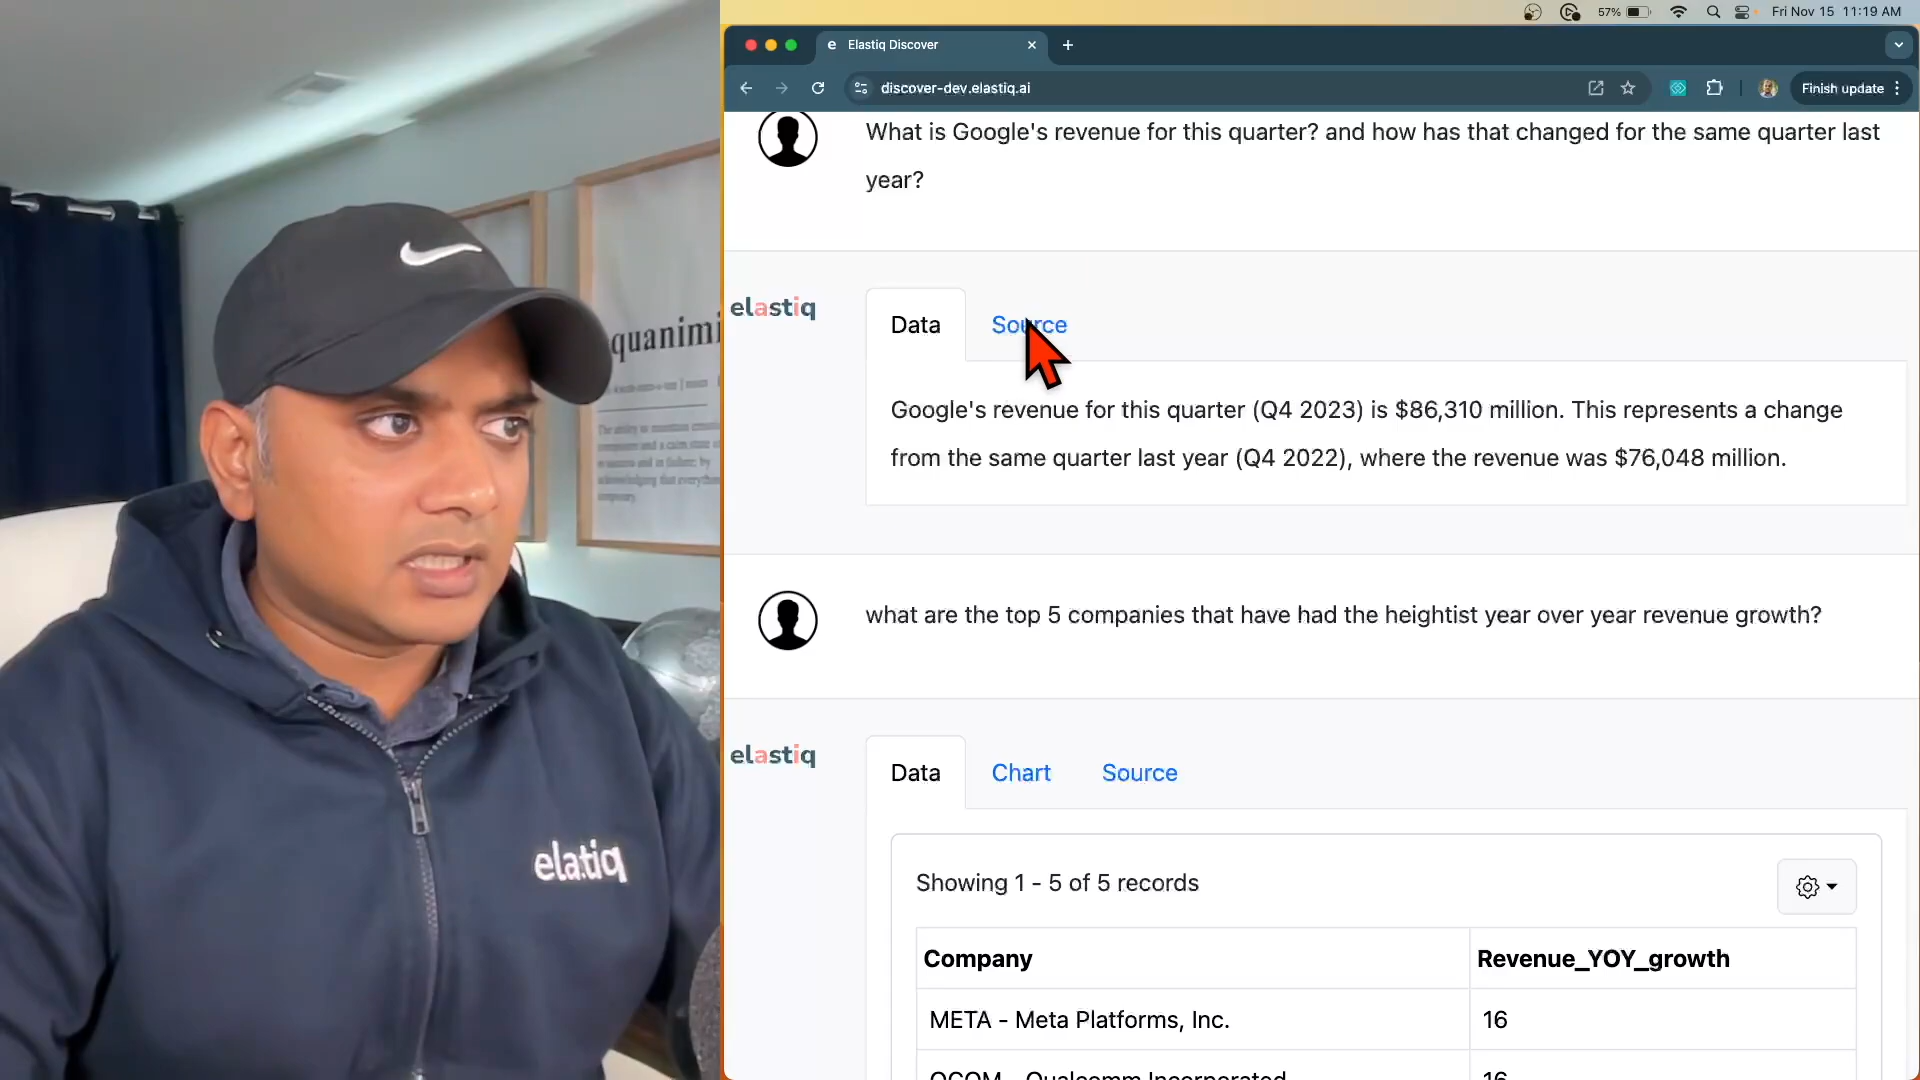 57%
Fri Nov 15 11:19 AM
e Elastiq Discover
discover-dev.elastiq.ai
Finish update
What is Google's revenue for this quarter? and how has that changed for the same quarter last
year?
elastiq
Data
Source
Google's revenue for this quarter (Q4 2023) is $86,310 million. This represents a change
from the same quarter last year (Q4 2022), where the revenue was $76,048 million.
what are the top 5 companies that have had the heightist year over year revenue growth?
elastiq
Data
Chart
Source
Showing 1 - 5 of 5 records
Company
Revenue_YOY_growth
META - Meta Platforms, Inc.
16
QCOM - Qualcomm Incorporated
16
quanimi
elatiq